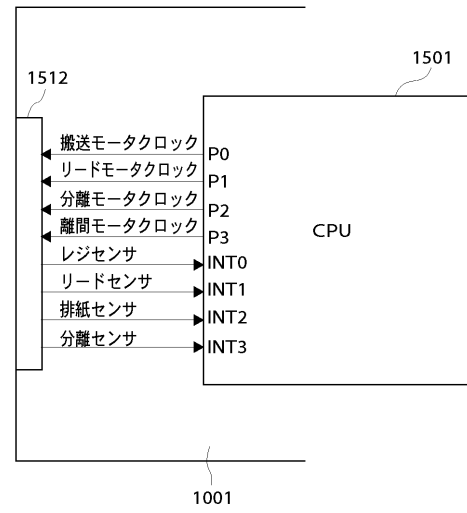 1501
1512
搬送モータクロック
P0
リードモータクロック
P1
分離モータクロック
P2
離間モータクロック
P3
CPU
レジセンサ
INT0
リードセンサ
INT1
排紙センサ
INT2
分離センサ
INT3
1001